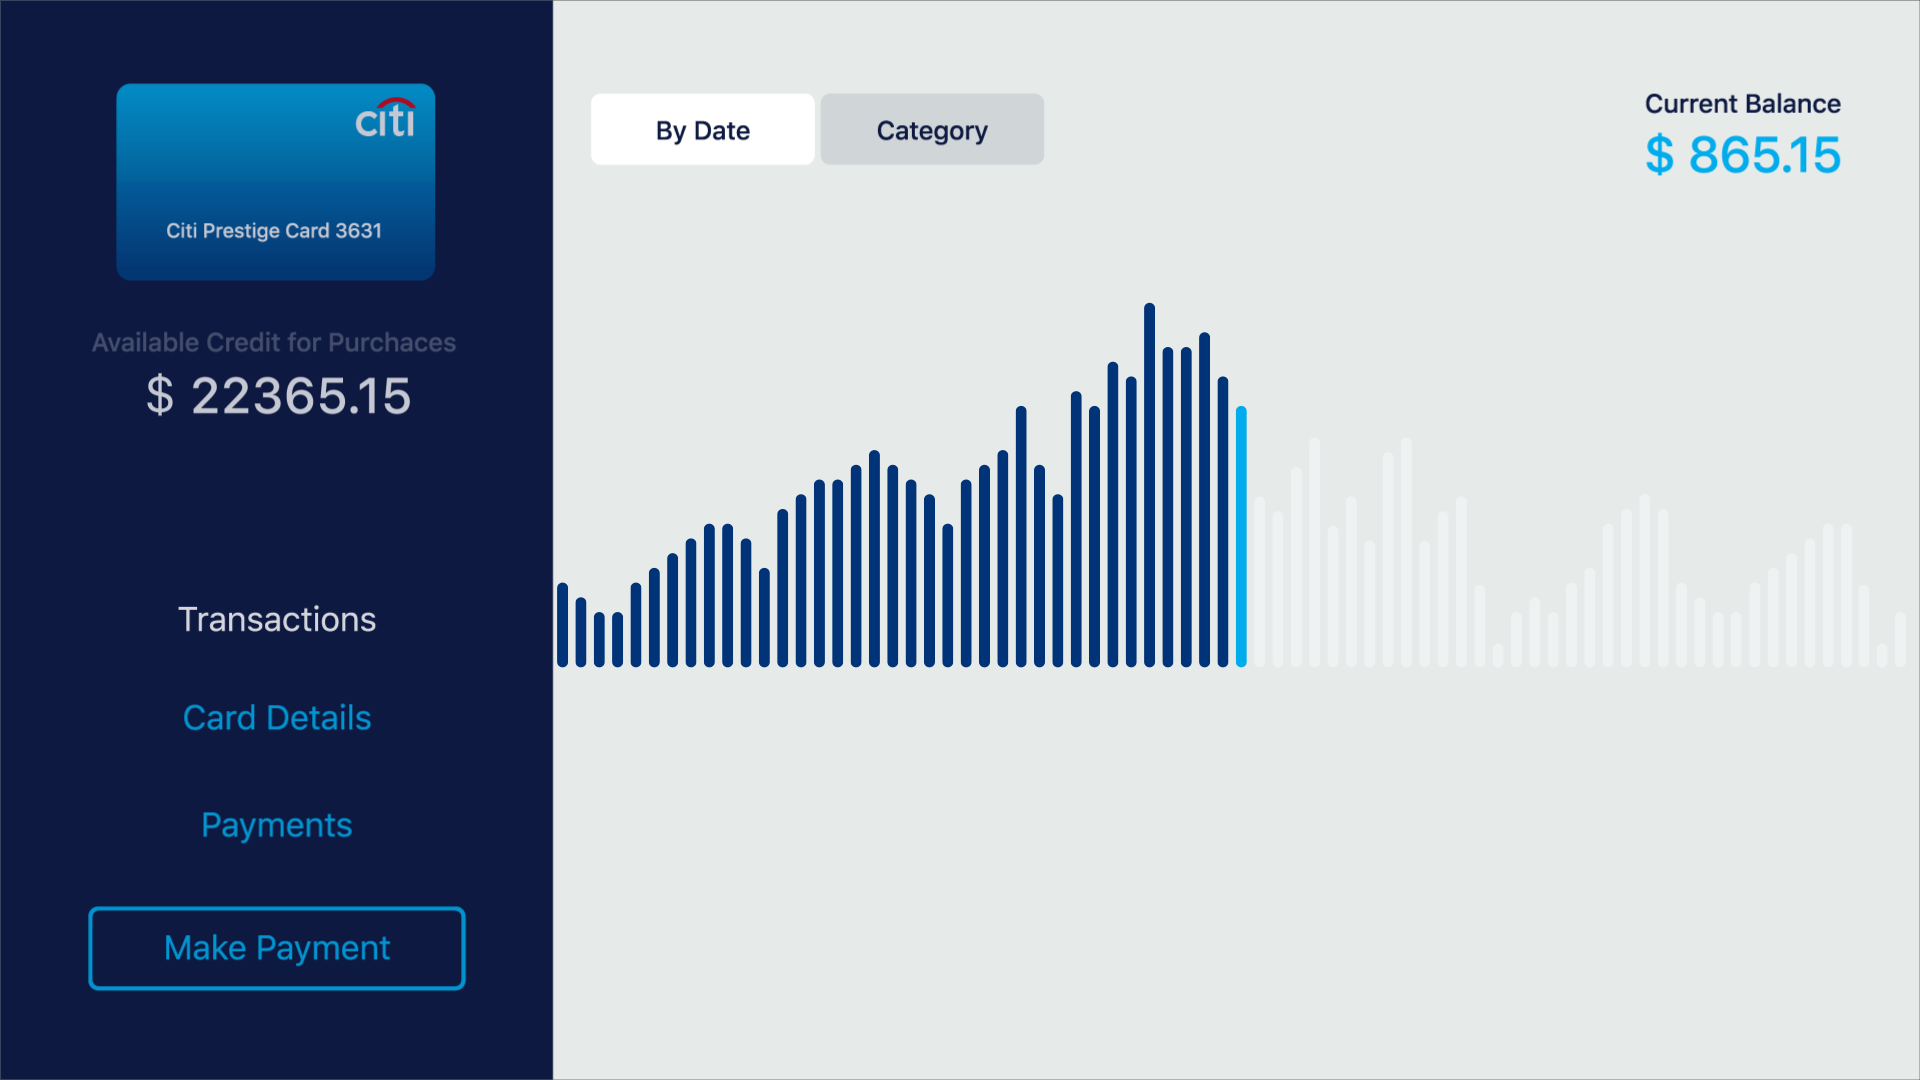 citi
Citi Prestige Card 3631
Available Credit for Purchaces
$ 22365.15
Transactions
Card Details
Payments
Make Payment
By Date
Category
Current Balance
$ 865.15